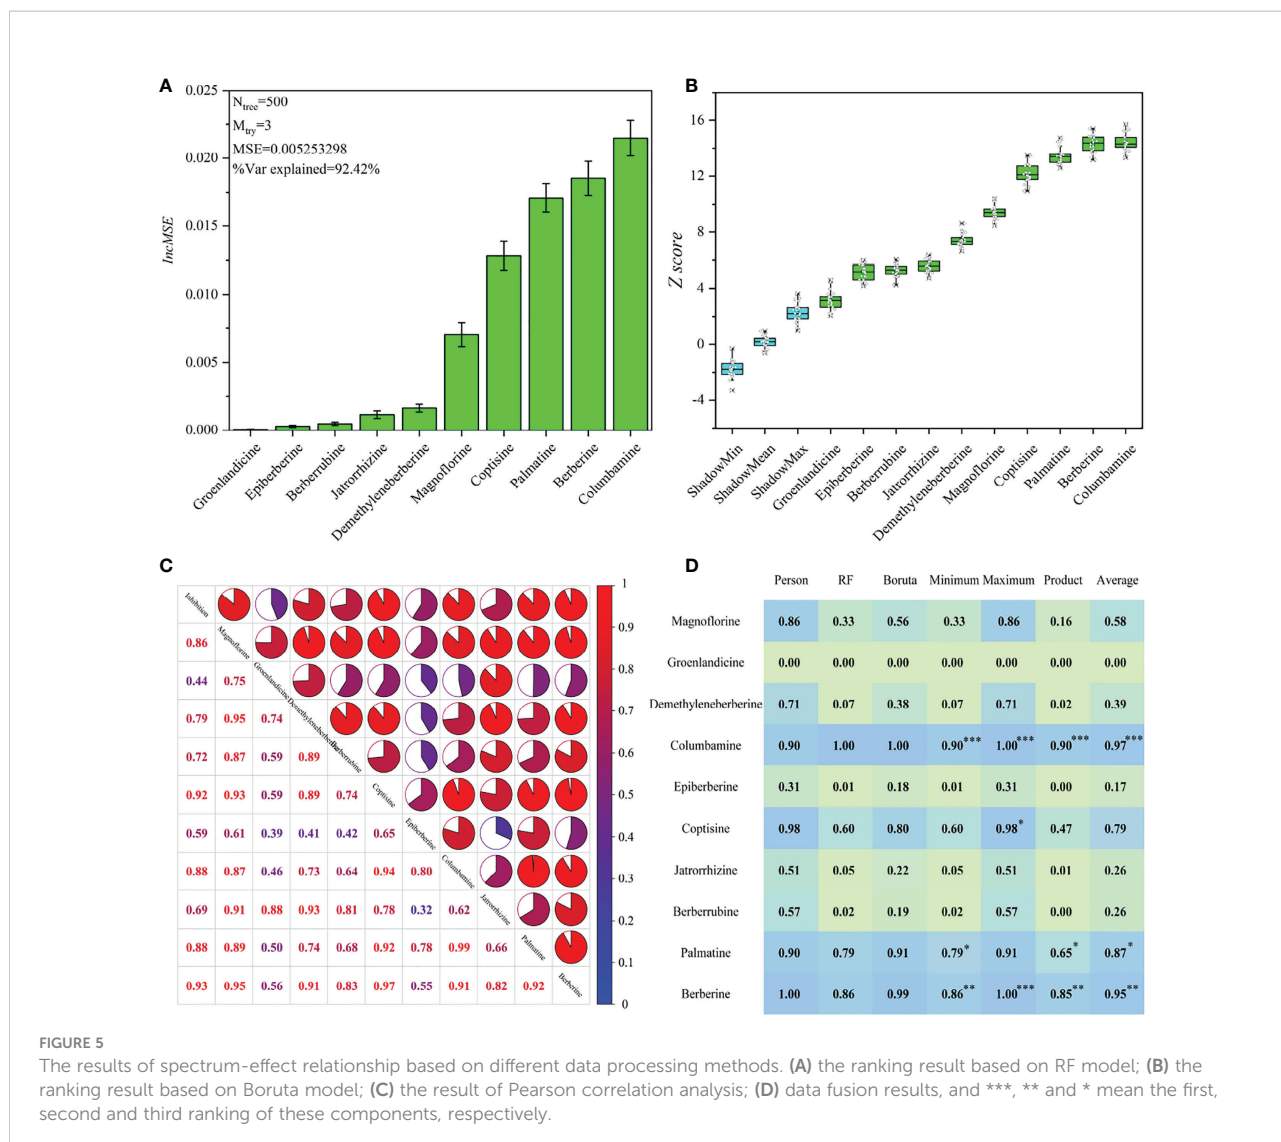 A
0.025
0.020
0.015
0.010
0.005
0.000
IncMSE
Ntree=500
Mtry=3
MSE=0.005253298
%Var explained=92.42%
Groenlandicine
Epiberberine
Berberrubine
Jatrorrhizine
Demethyleneberberine
Magnoflorine
Coptisine
Palmatine
Berberine
Columbamine
B
16
12
8
4
0
-4
Z score
ShadowMin
ShadowMean
ShadowMax
Groenlandicine
Epiberberine
Berberrubine
Jatrorrhizine
Demethyleneberberine
Magnoflorine
Coptisine
Palmatine
Berberine
Columbamine
C
Inhibition
0.86 Magnoflorine
0.44 0.75 Groenlandicine
0.79 0.95 0.74 Demethyleneberberine
0.72 0.87 0.59 0.89 Berberrubine
0.92 0.93 0.59 0.89 0.74 Coptisine
0.59 0.61 0.39 0.41 0.42 0.65 Epiberberine
0.88 0.87 0.46 0.73 0.64 0.94 0.80 Columbamine
0.69 0.91 0.88 0.93 0.81 0.78 0.32 0.62 Jatrorrhizine
0.88 0.89 0.50 0.74 0.68 0.92 0.78 0.99 0.66 Palmatine
0.93 0.95 0.56 0.91 0.83 0.97 0.55 0.91 0.82 0.92 Berberine
1
0.9
0.8
0.7
0.6
0.5
0.4
0.3
0.2
0.1
0
D
Person RF Boruta Minimum Maximum Product Average
Magnoflorine 0.86 0.33 0.56 0.33 0.86 0.16 0.58
Groenlandicine 0.00 0.00 0.00 0.00 0.00 0.00 0.00
Demethyleneberberine 0.71 0.07 0.38 0.07 0.71 0.02 0.39
Columbamine 0.90 1.00 1.00 0.90*** 1.00*** 0.90*** 0.97***
Epiberberine 0.31 0.01 0.18 0.01 0.31 0.00 0.17
Coptisine 0.98 0.60 0.80 0.60 0.98* 0.47 0.79
Jatrorrhizine 0.51 0.05 0.22 0.05 0.51 0.01 0.26
Berberrubine 0.57 0.02 0.19 0.02 0.57 0.00 0.26
Palmatine 0.90 0.79 0.91 0.79* 0.91 0.65* 0.87*
Berberine 1.00 0.86 0.99 0.86** 1.00*** 0.85** 0.95**
FIGURE 5
The results of spectrum-effect relationship based on different data processing methods. (A) the ranking result based on RF model; (B) the
ranking result based on Boruta model; (C) the result of Pearson correlation analysis; (D) data fusion results, and ***, ** and * mean the first,
second and third ranking of these components, respectively.